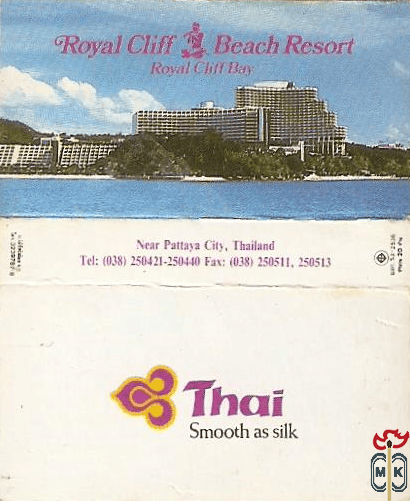 Royal Cliff Beach Resort
Royal Cliff Bay
Near Pattaya City, Thailand
Tel: (038) 250421-250440 Fax: (038) 250511, 250513
Thai
Smooth as silk
M K